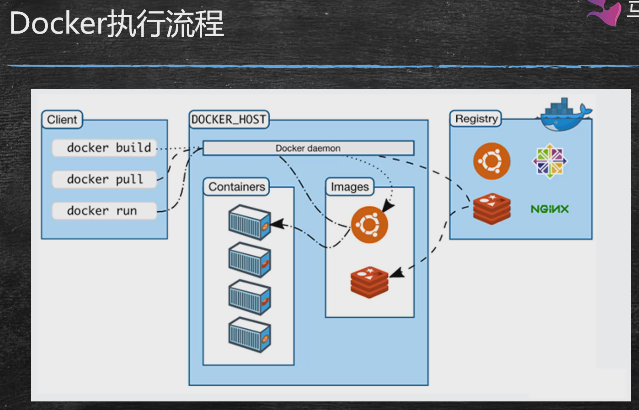 Docker执行流程
Client
docker build
docker pull
docker run
DOCKER_HOST
Docker daemon
Containers
Images
Registry
NGINX